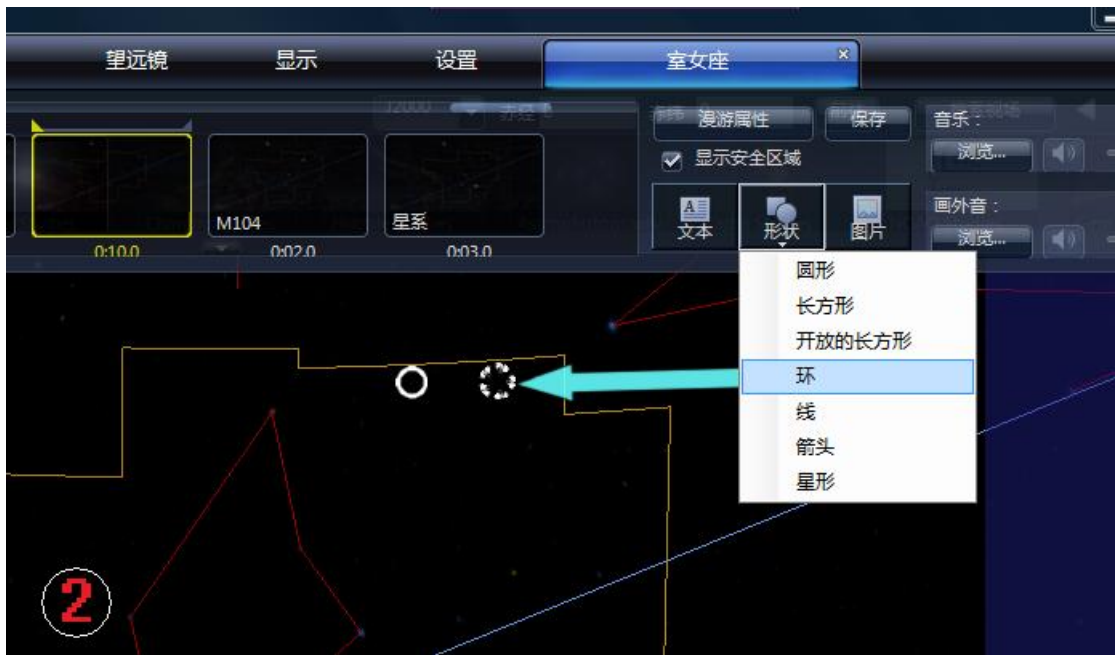 望远镜 显示 设置 室女座 ×
J2000 赤经
漫游属性 保存 音乐：
显示安全区域 浏览...
M104 星系 文本 形状 图片 画外音：
浏览...
0:10.0 0:02.0 0:03.0
圆形
长方形
开放的长方形
环
线
箭头
星形
2